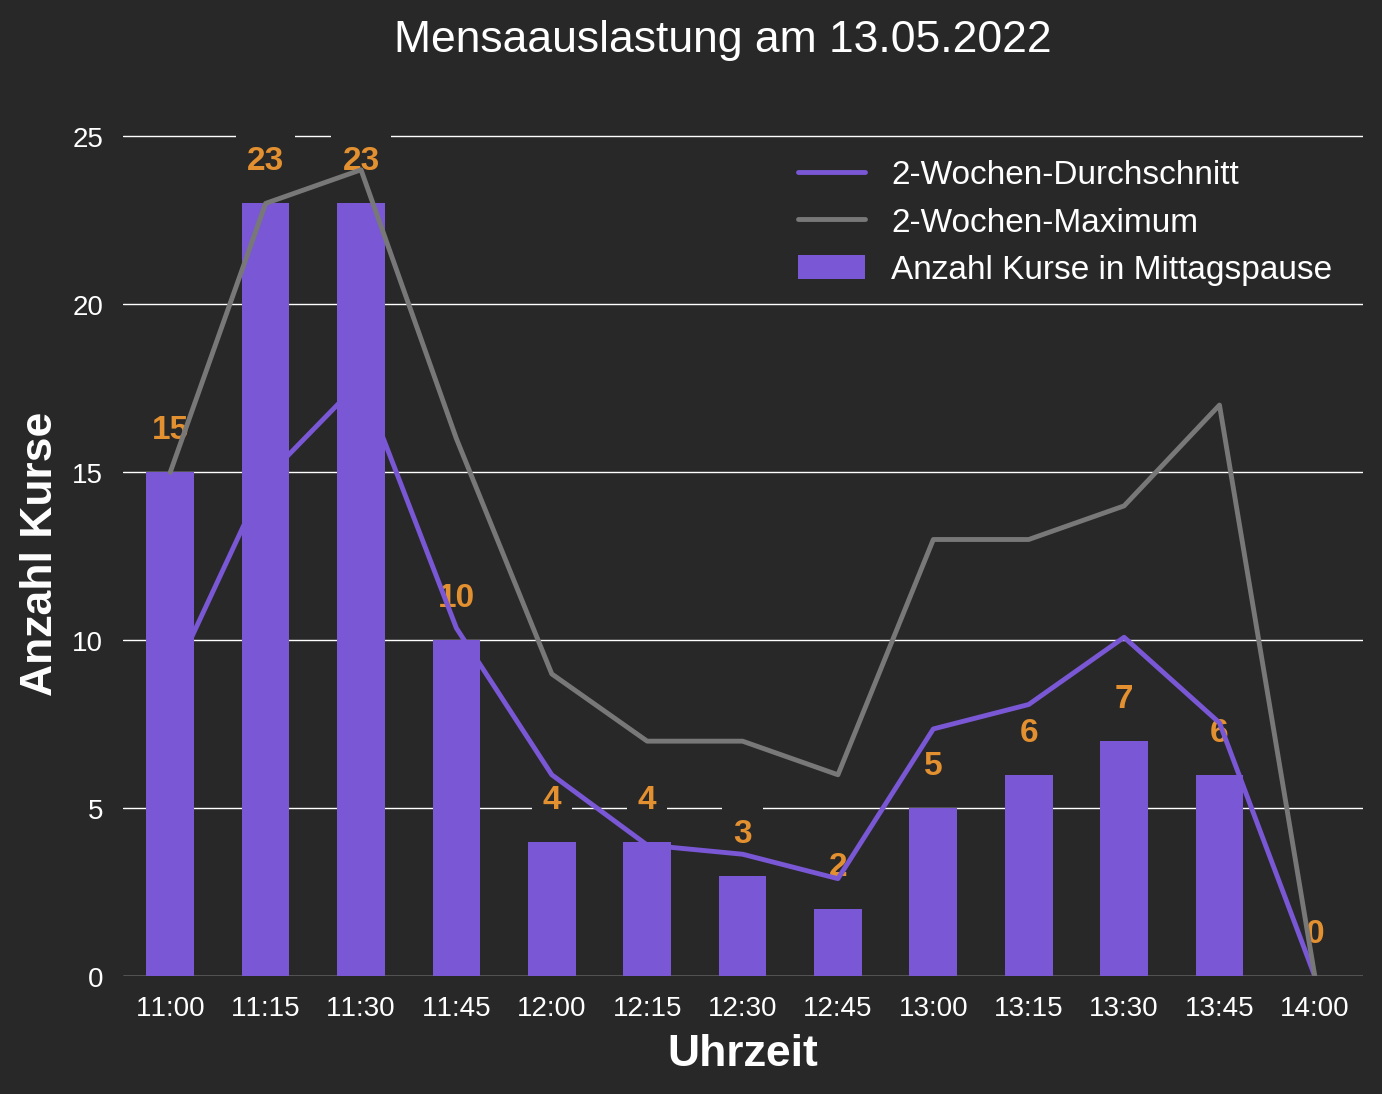 Mensaauslastung am 13.05.2022
2-Wochen-Durchschnitt
2-Wochen-Maximum
Anzahl Kurse in Mittagspause
Anzahl Kurse
25
20
15
10
5
0
15
23
23
10
4
4
3
2
5
6
7
6
0
11:00 11:15 11:30 11:45 12:00 12:15 12:30 12:45 13:00 13:15 13:30 13:45 14:00
Uhrzeit